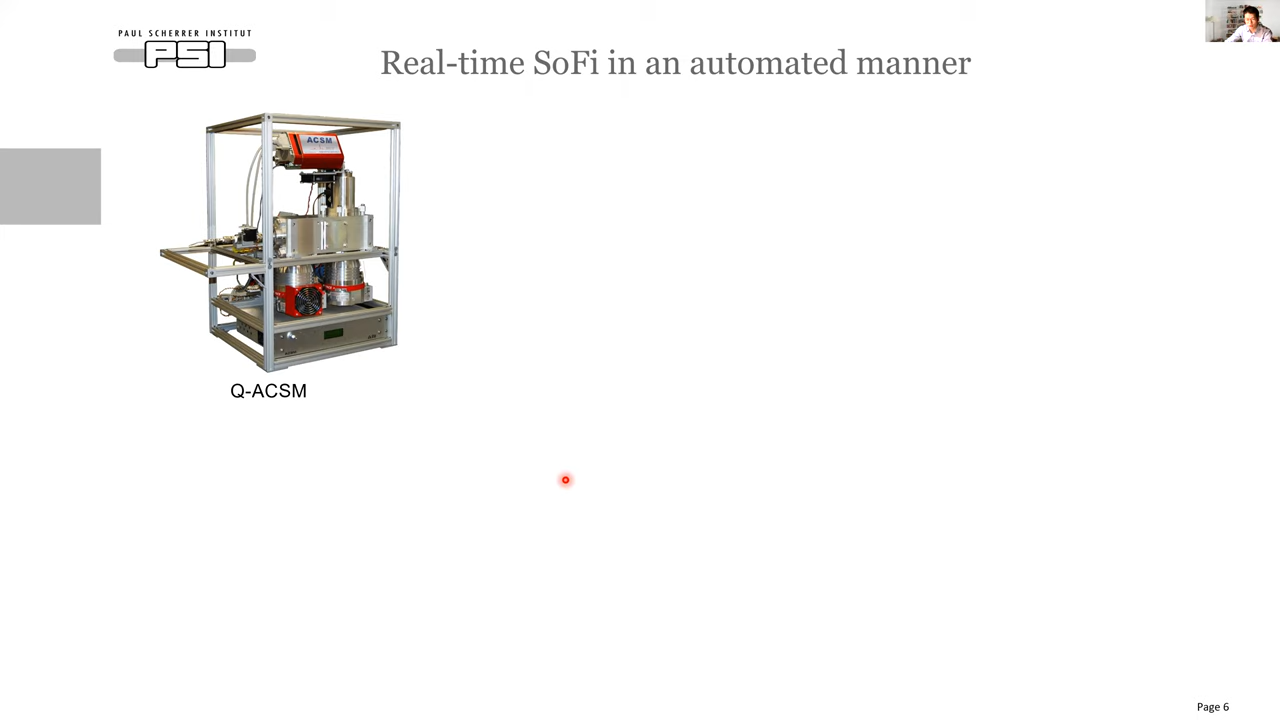 PAUL SCHERRER INSTITUT
PSI
Real-time SoFi in an automated manner
ACSM
Q-ACSM
Page 6